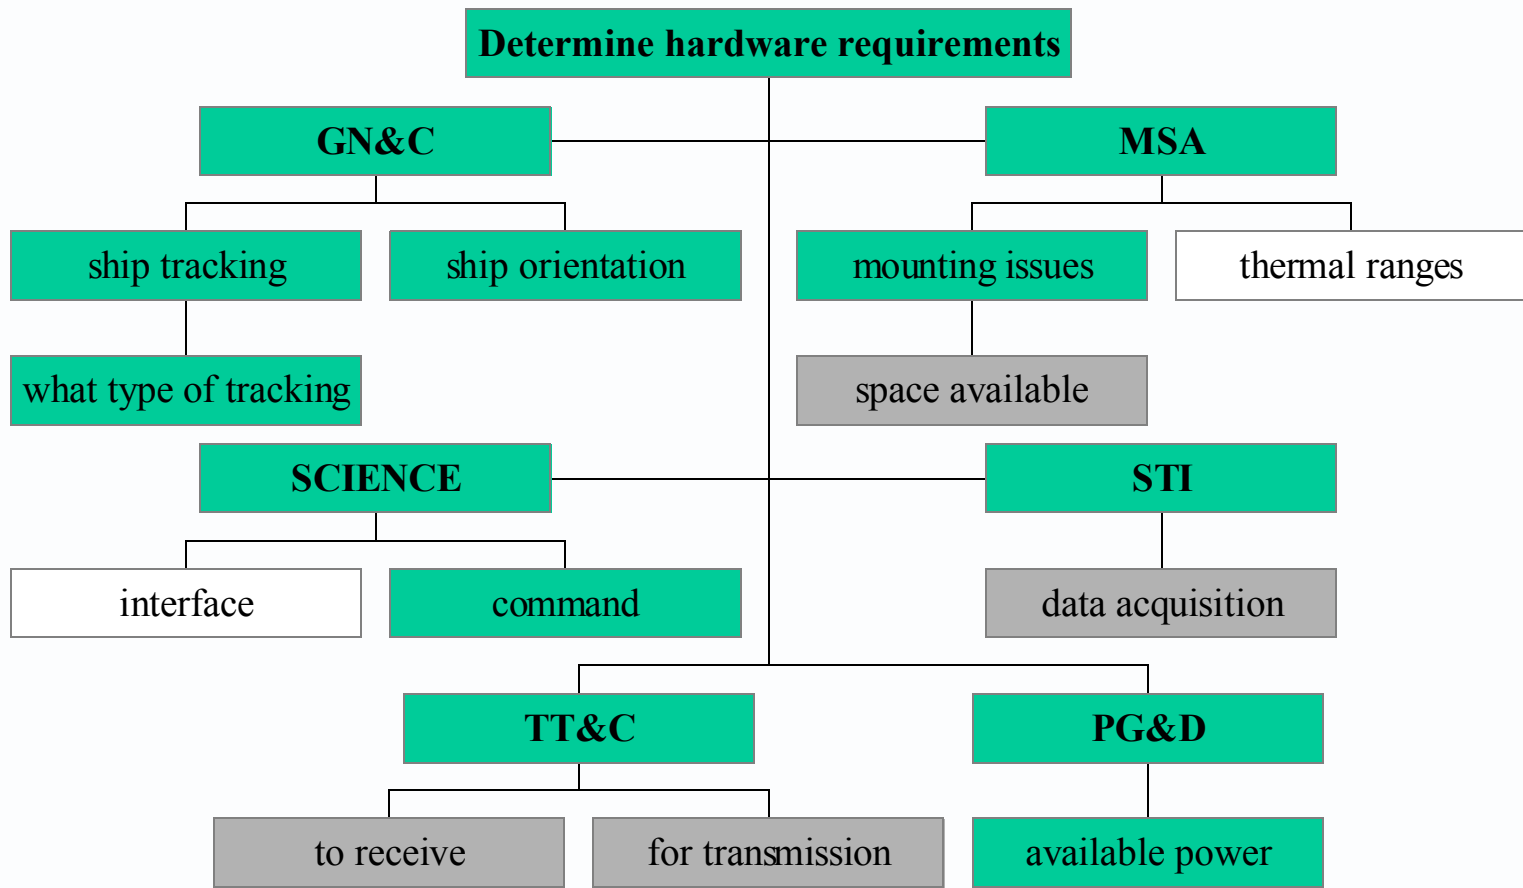 Determine hardware requirements
GN&C
MSA
ship tracking
ship orientation
mounting issues
thermal ranges
what type of tracking
space available
SCIENCE
STI
interface
command
data acquisition
TT&C
PG&D
to receive
for transmission
available power